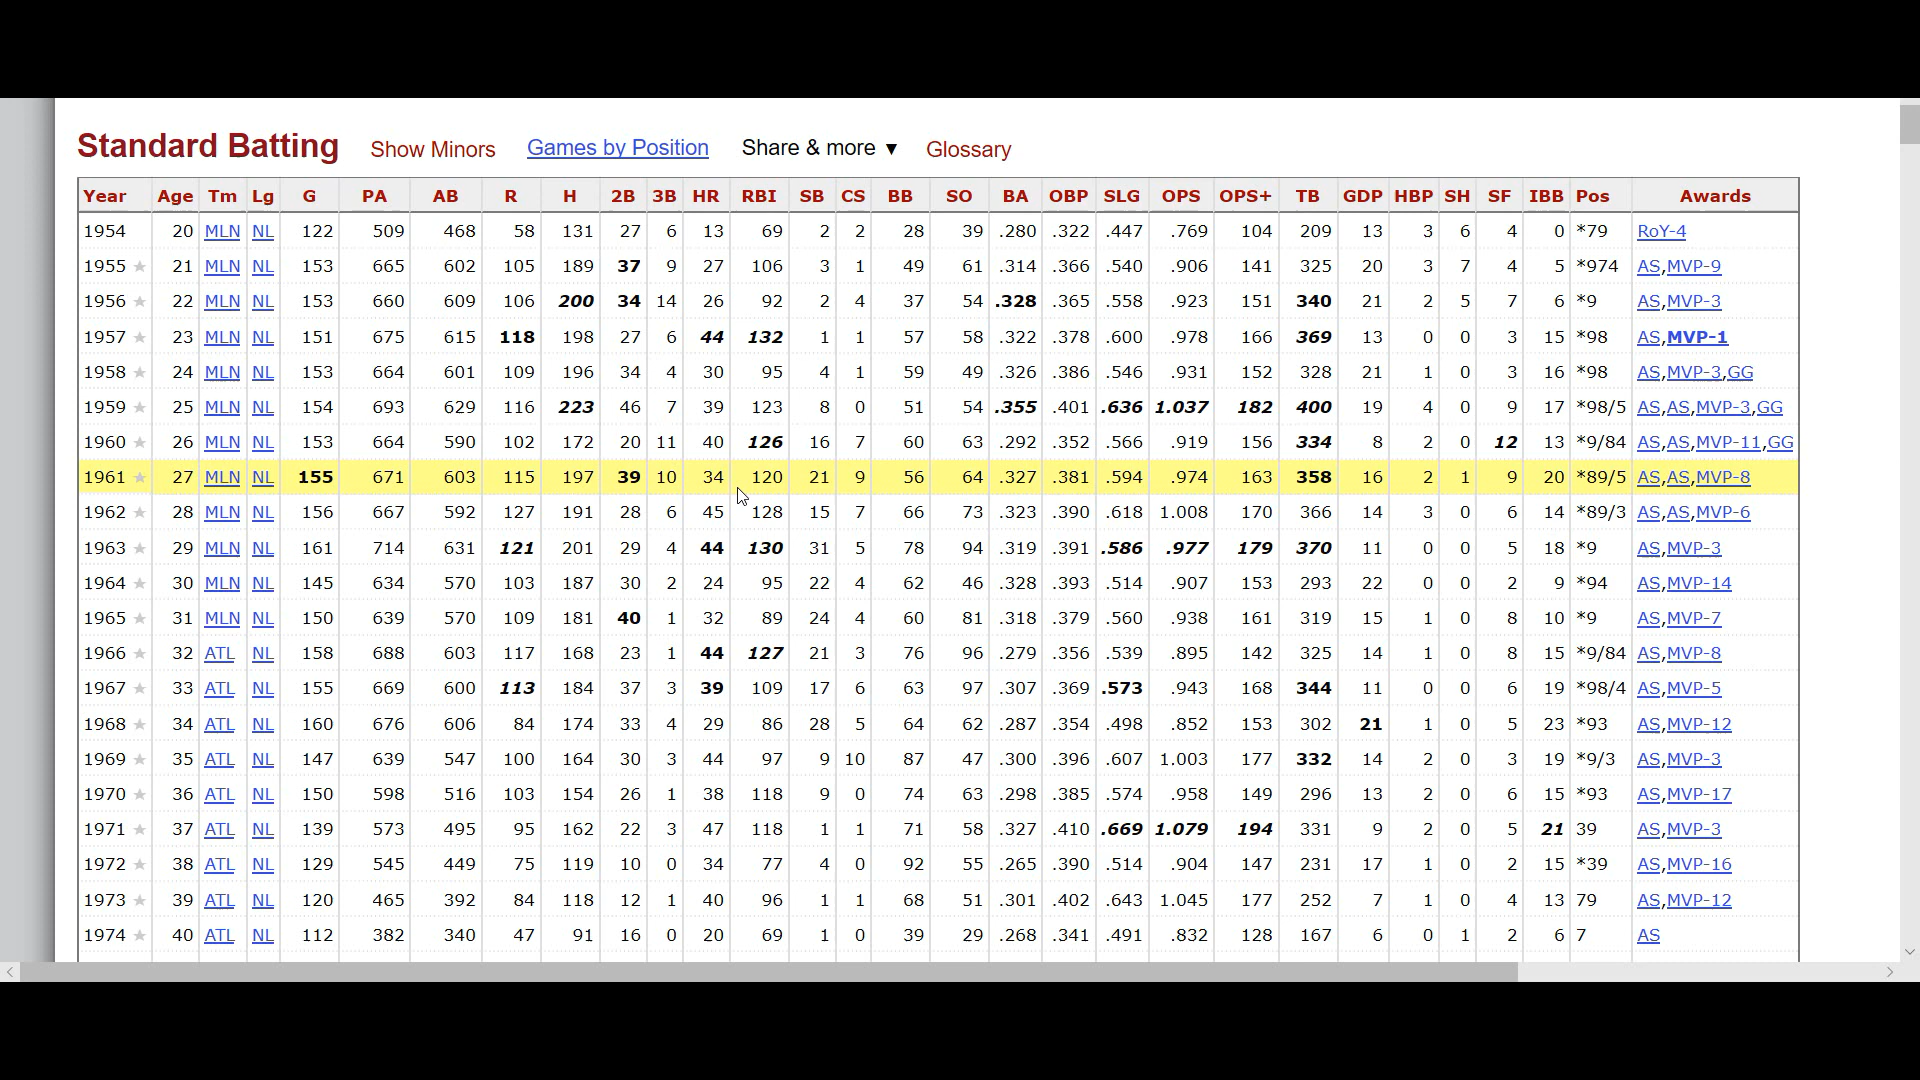 Standard Batting Show Minors Games by Position Share & more ▼ Glossary
Year Age Tm Lg G PA AB R H 2B 3B HR RBI SB CS BB SO BA OBP SLG OPS OPS+ TB GDP HBP SH SF IBB Pos Awards
1954 20 MLN NL 122 509 468 58 131 27 6 13 69 2 2 28 39 .280 .322 .447 .769 104 209 13 3 6 4 0 *79 RoY-4
1955 ★ 21 MLN NL 153 665 602 105 189 37 9 27 106 3 1 49 61 .314 .366 .540 .906 141 325 20 3 7 4 5 *974 AS,MVP-9
1956 ★ 22 MLN NL 153 660 609 106 200 34 14 26 92 2 4 37 54 .328 .365 .558 .923 151 340 21 2 5 7 6 *9 AS,MVP-3
1957 ★ 23 MLN NL 151 675 615 118 198 27 6 44 132 1 1 57 58 .322 .378 .600 .978 166 369 13 0 0 3 15 *98 AS,MVP-1
1958 ★ 24 MLN NL 153 664 601 109 196 34 4 30 95 4 1 59 49 .326 .386 .546 .931 152 328 21 1 0 3 16 *98 AS,MVP-3,GG
1959 ★ 25 MLN NL 154 693 629 116 223 46 7 39 123 8 0 51 54 .355 .401 .636 1.037 182 400 19 4 0 9 17 *98/5 AS,AS,MVP-3,GG
1960 ★ 26 MLN NL 153 664 590 102 172 20 11 40 126 16 7 60 63 .292 .352 .566 .919 156 334 8 2 0 12 13 *9/84 AS,AS,MVP-11,GG
1961 ★ 27 MLN NL 155 671 603 115 197 39 10 34 120 21 9 56 64 .327 .381 .594 .974 163 358 16 2 1 9 20 *89/5 AS,AS,MVP-8
1962 ★ 28 MLN NL 156 667 592 127 191 28 6 45 128 15 7 66 73 .323 .390 .618 1.008 170 366 14 3 0 6 14 *89/3 AS,AS,MVP-6
1963 ★ 29 MLN NL 161 714 631 121 201 29 4 44 130 31 5 78 94 .319 .391 .586 .977 179 370 11 0 0 5 18 *9 AS,MVP-3
1964 ★ 30 MLN NL 145 634 570 103 187 30 2 24 95 22 4 62 46 .328 .393 .514 .907 153 293 22 0 0 2 9 *94 AS,MVP-14
1965 ★ 31 MLN NL 150 639 570 109 181 40 1 32 89 24 4 60 81 .318 .379 .560 .938 161 319 15 1 0 8 10 *9 AS,MVP-7
1966 ★ 32 ATL NL 158 688 603 117 168 23 1 44 127 21 3 76 96 .279 .356 .539 .895 142 325 14 1 0 8 15 *9/84 AS,MVP-8
1967 ★ 33 ATL NL 155 669 600 113 184 37 3 39 109 17 6 63 97 .307 .369 .573 .943 168 344 11 0 0 6 19 *98/4 AS,MVP-5
1968 ★ 34 ATL NL 160 676 606 84 174 33 4 29 86 28 5 64 62 .287 .354 .498 .852 153 302 21 1 0 5 23 *93 AS,MVP-12
1969 ★ 35 ATL NL 147 639 547 100 164 30 3 44 97 9 10 87 47 .300 .396 .607 1.003 177 332 14 2 0 3 19 *9/3 AS,MVP-3
1970 ★ 36 ATL NL 150 598 516 103 154 26 1 38 118 9 0 74 63 .298 .385 .574 .958 149 296 13 2 0 6 15 *93 AS,MVP-17
1971 ★ 37 ATL NL 139 573 495 95 162 22 3 47 118 1 1 71 58 .327 .410 .669 1.079 194 331 9 2 0 5 21 39 AS,MVP-3
1972 ★ 38 ATL NL 129 545 449 75 119 10 0 34 77 4 0 92 55 .265 .390 .514 .904 147 231 17 1 0 2 15 *39 AS,MVP-16
1973 ★ 39 ATL NL 120 465 392 84 118 12 1 40 96 1 1 68 51 .301 .402 .643 1.045 177 252 7 1 0 4 13 79 AS,MVP-12
1974 ★ 40 ATL NL 112 382 340 47 91 16 0 20 69 1 0 39 29 .268 .341 .491 .832 128 167 6 0 1 2 6 7 AS